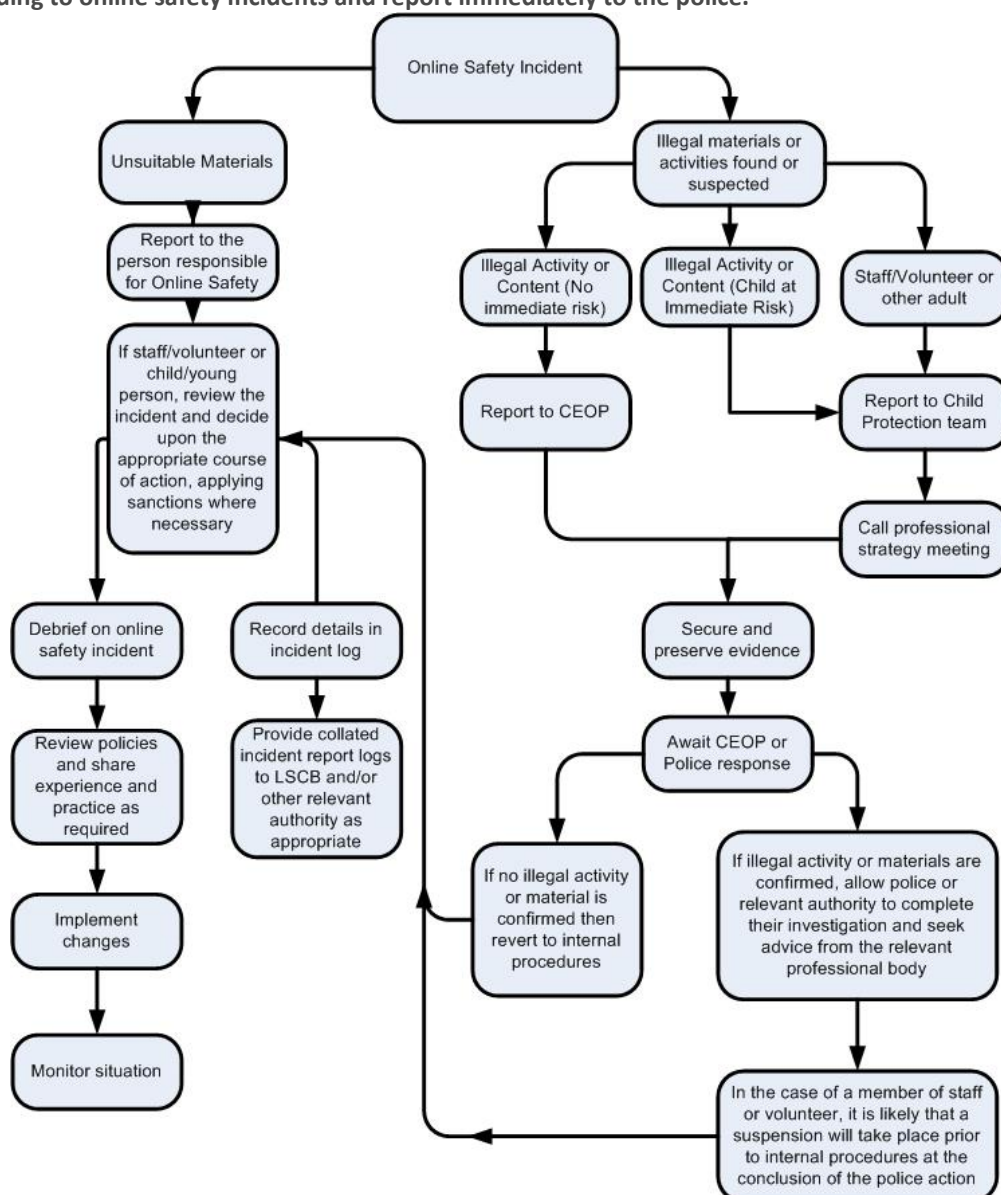 ding to online safety incidents and report immediately to the police.
Online Safety Incident
Unsuitable Materials
Report to the
person responsible
for Online Safety
If staff/volunteer or
child/young
person, review the
incident and decide
upon the
appropriate course
of action, applying
sanctions where
necessary
Debrief on online
safety incident
Review policies
and share
experience and
practice as
required
Implement
changes
Monitor situation
Record details in
incident log
Provide collated
incident report logs
to LSCB and/or
other relevant
authority as
appropriate
Illegal materials or
activities found or
suspected
Illegal Activity or
Content (No
immediate risk)
Illegal Activity or
Content (Child at
Immediate Risk)
Staff/Volunteer or
other adult
Report to CEOP
Report to Child
Protection team
Call professional
strategy meeting
Secure and
preserve evidence
Await CEOP or
Police response
If no illegal activity
or material is
confirmed then
revert to internal
procedures
If illegal activity or materials are
confirmed, allow police or
relevant authority to complete
their investigation and seek
advice from the relevant
professional body
In the case of a member of staff
or volunteer, it is likely that a
suspension will take place prior
to internal procedures at the
conclusion of the police action